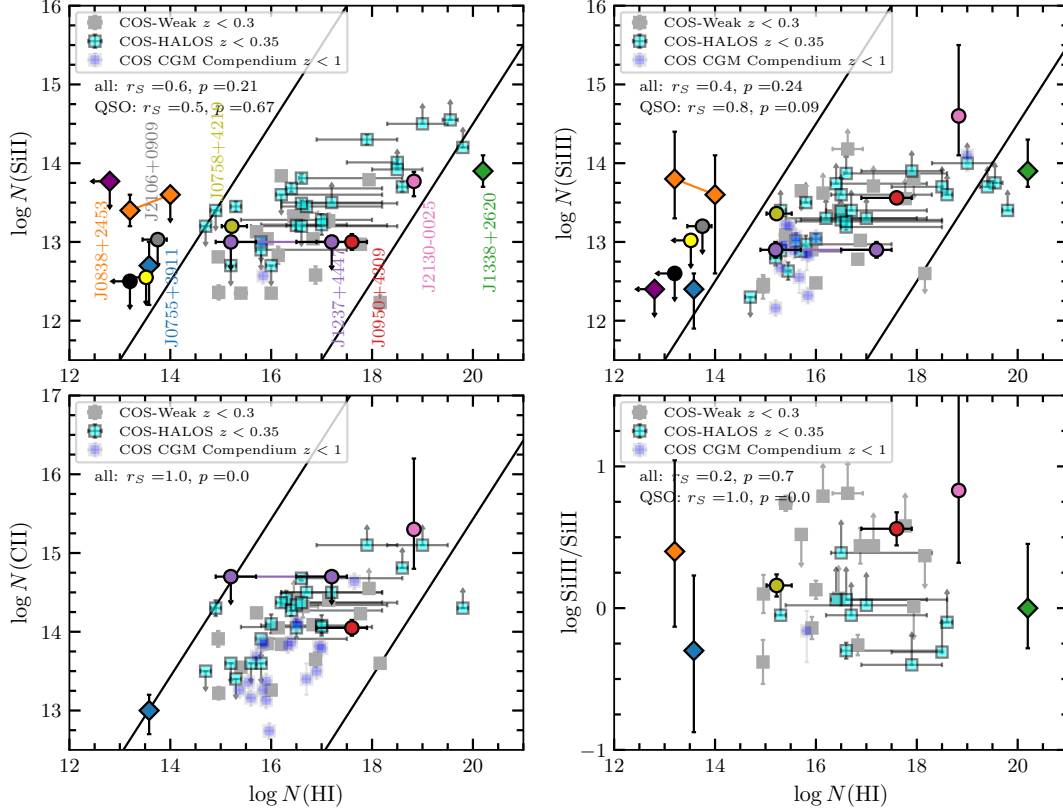 COS-Weak z < 0.3
COS-HALOS z < 0.35
COS CGM Compendium z < 1
all: r_S =0.6, p =0.21
QSO: r_S =0.5, p =0.67
J0838+2453
J2106+0909
J0755+3911
J0758+4219
J1237+4447
J0950+4309
J2130-0025
J1338+2620
16
15
14
13
12
log N(SiII)
12 14 16 18 20
COS-Weak z < 0.3
COS-HALOS z < 0.35
COS CGM Compendium z < 1
all: r_S =0.4, p =0.24
QSO: r_S =0.8, p =0.09
16
15
14
13
12
log N(SiIII)
12 14 16 18 20
COS-Weak z < 0.3
COS-HALOS z < 0.35
COS CGM Compendium z < 1
all: r_S =1.0, p =0.0
17
16
15
14
13
log N(CII)
12 14 16 18 20
log N(HI)
COS-Weak z < 0.3
COS-HALOS z < 0.35
COS CGM Compendium z < 1
all: r_S =0.2, p =0.7
QSO: r_S =1.0, p =0.0
1
0
−1
log SiIII/SiII
12 14 16 18 20
log N(HI)